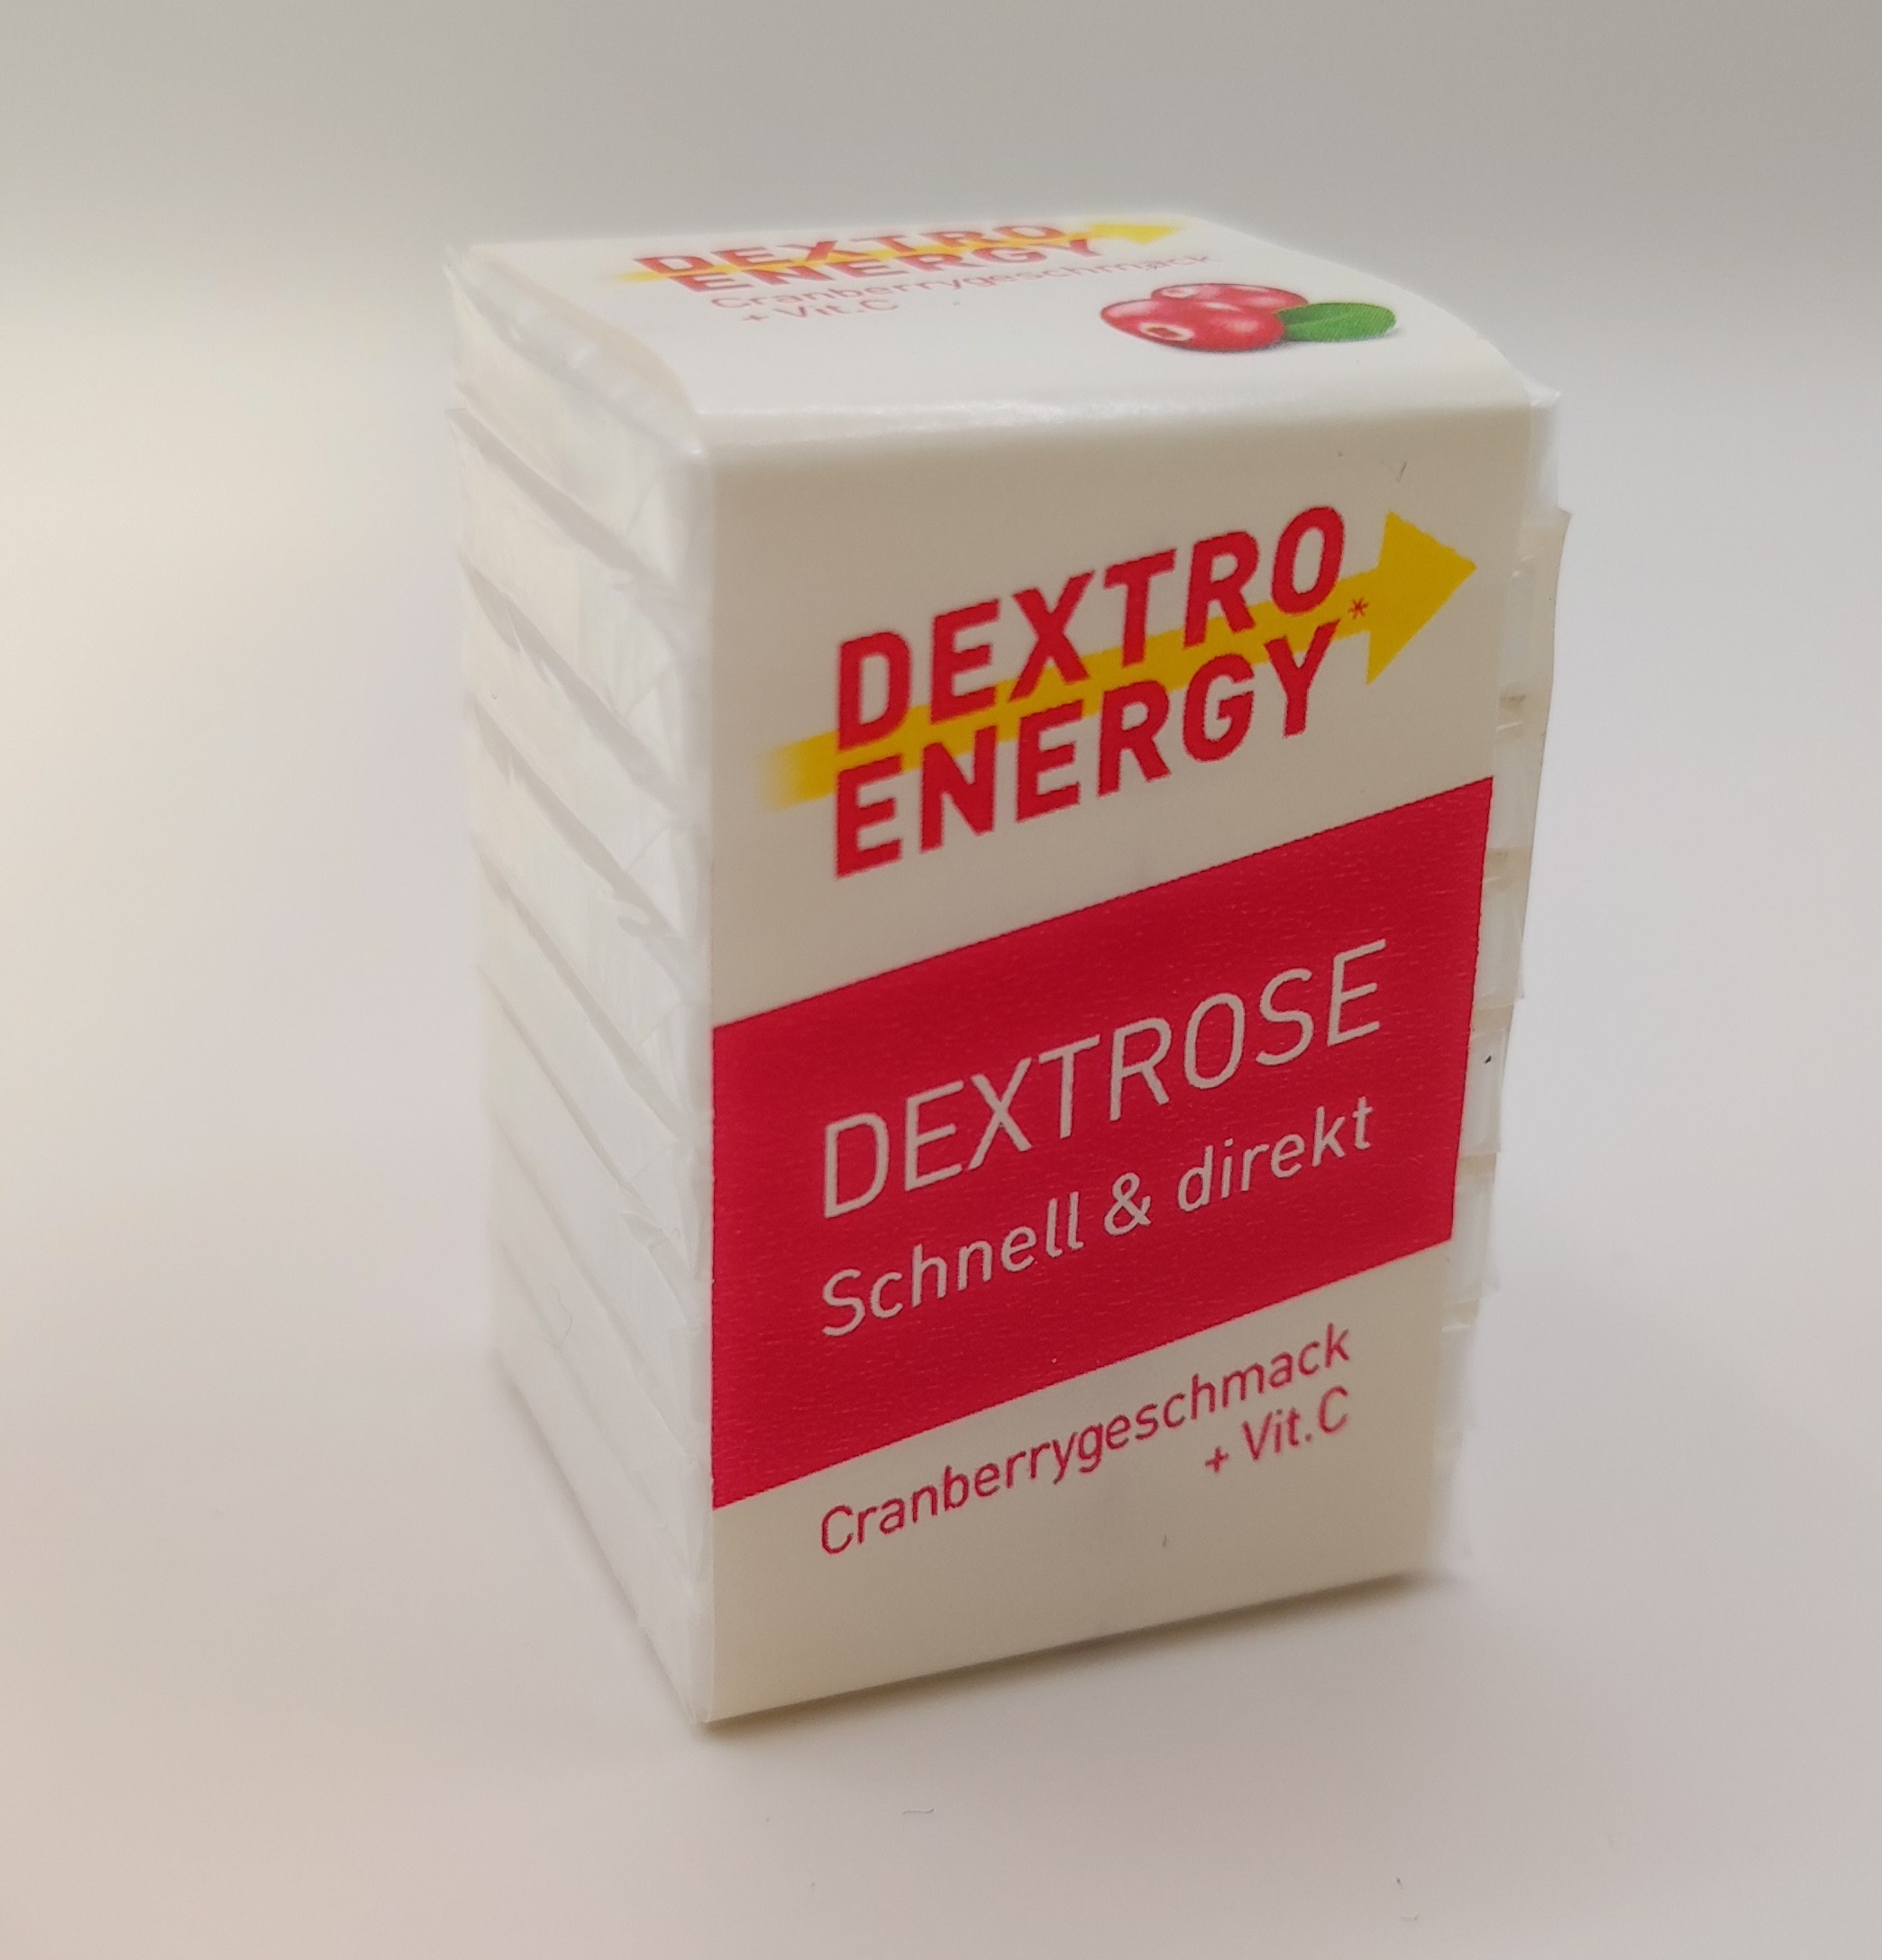 DEXTRO
ENERGY
Cranberrygeschmack
+ Vit.C
DEXTRO
ENERGY*
DEXTROSE
Schnell & direkt
Cranberrygeschmack
+ Vit.C